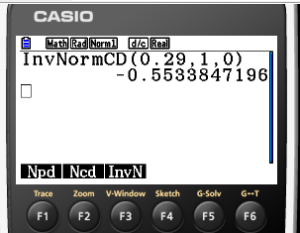 CASIO
Math Rad Norm1 d/c Real
InvNormCD(0.29,1,0)
-0.5533847196
Npd Ncd InvN
Trace Zoom V-Window Sketch G-Solv G↔T
F1 F2 F3 F4 F5 F6